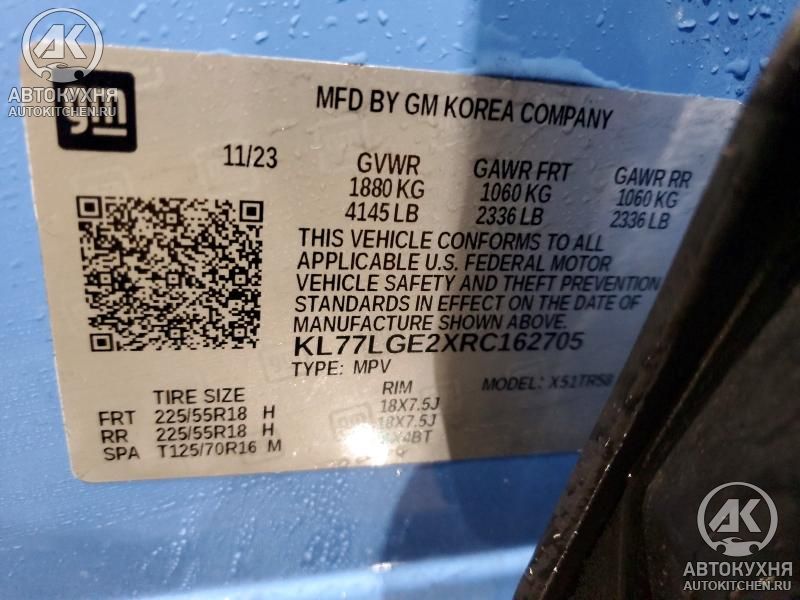 АВТОКУХНЯ
AUTOKITCHEN.RU
gm
MFD BY GM KOREA COMPANY
11/23
GVWR GAWR FRT GAWR RR
1880 KG 1060 KG 1060 KG
4145 LB 2336 LB 2336 LB
THIS VEHICLE CONFORMS TO ALL
APPLICABLE U.S. FEDERAL MOTOR
VEHICLE SAFETY AND THEFT PREVENTION
STANDARDS IN EFFECT ON THE DATE OF
MANUFACTURE SHOWN ABOVE.
KL77LGE2XRC162705
TYPE: MPV MODEL: X51TR58
TIRE SIZE RIM
FRT 225/55R18 H 18X7.5J
RR 225/55R18 H 18X7.5J
SPA T125/70R16 M
АВТОКУХНЯ
AUTOKITCHEN.RU